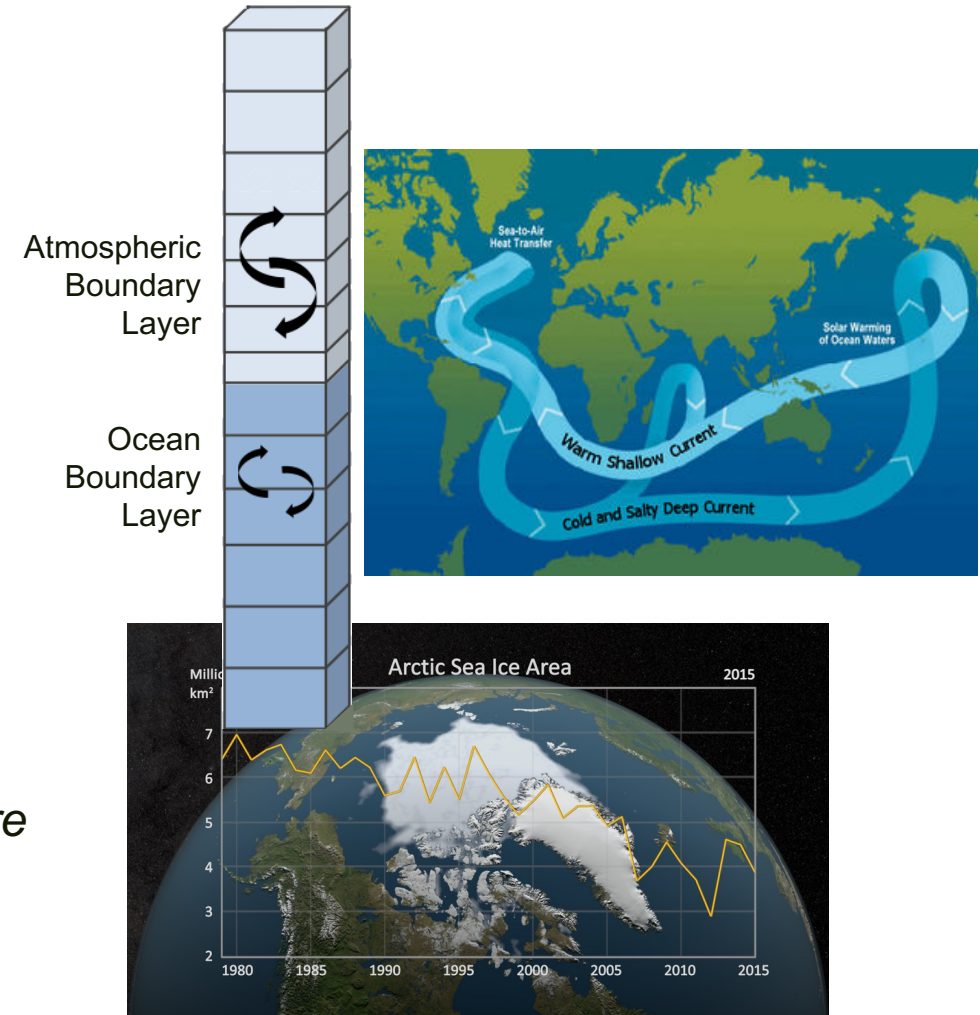 Atmospheric
Boundary
Layer
Ocean
Boundary
Layer
Sea-to-Air
Heat Transfer
Solar Warming
of Ocean Waters
Warm Shallow Current
Cold and Salty Deep Current
re
Arctic Sea Ice Area
2015
km²
7
6
5
4
3
2
1980
1985
1990
1995
2000
2005
2010
2015